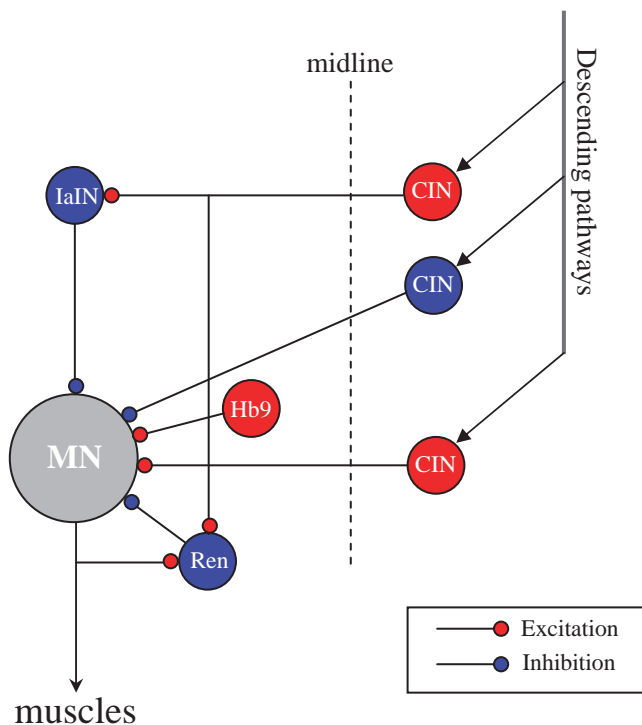 midline
Descending pathways
IaIN
CIN
CIN
Hb9
MN
CIN
Ren
Excitation
Inhibition
muscles